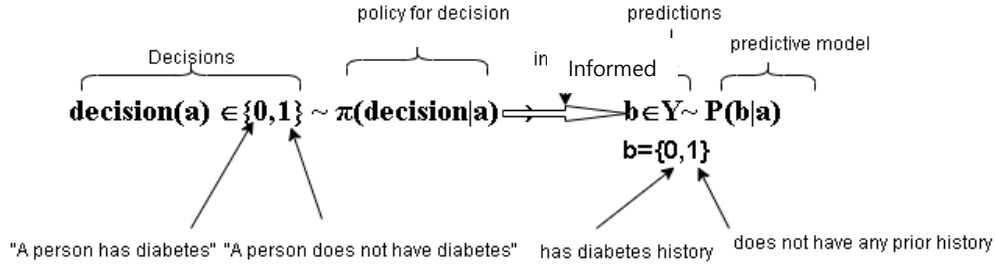 policy for decision
predictions
Decisions
in Informed
predictive model
decision(a) ∈{0,1} ~ π(decision|a) b∈Y~ P(b|a)
b={0,1}
"A person has diabetes" "A person does not have diabetes" has diabetes history does not have any prior history